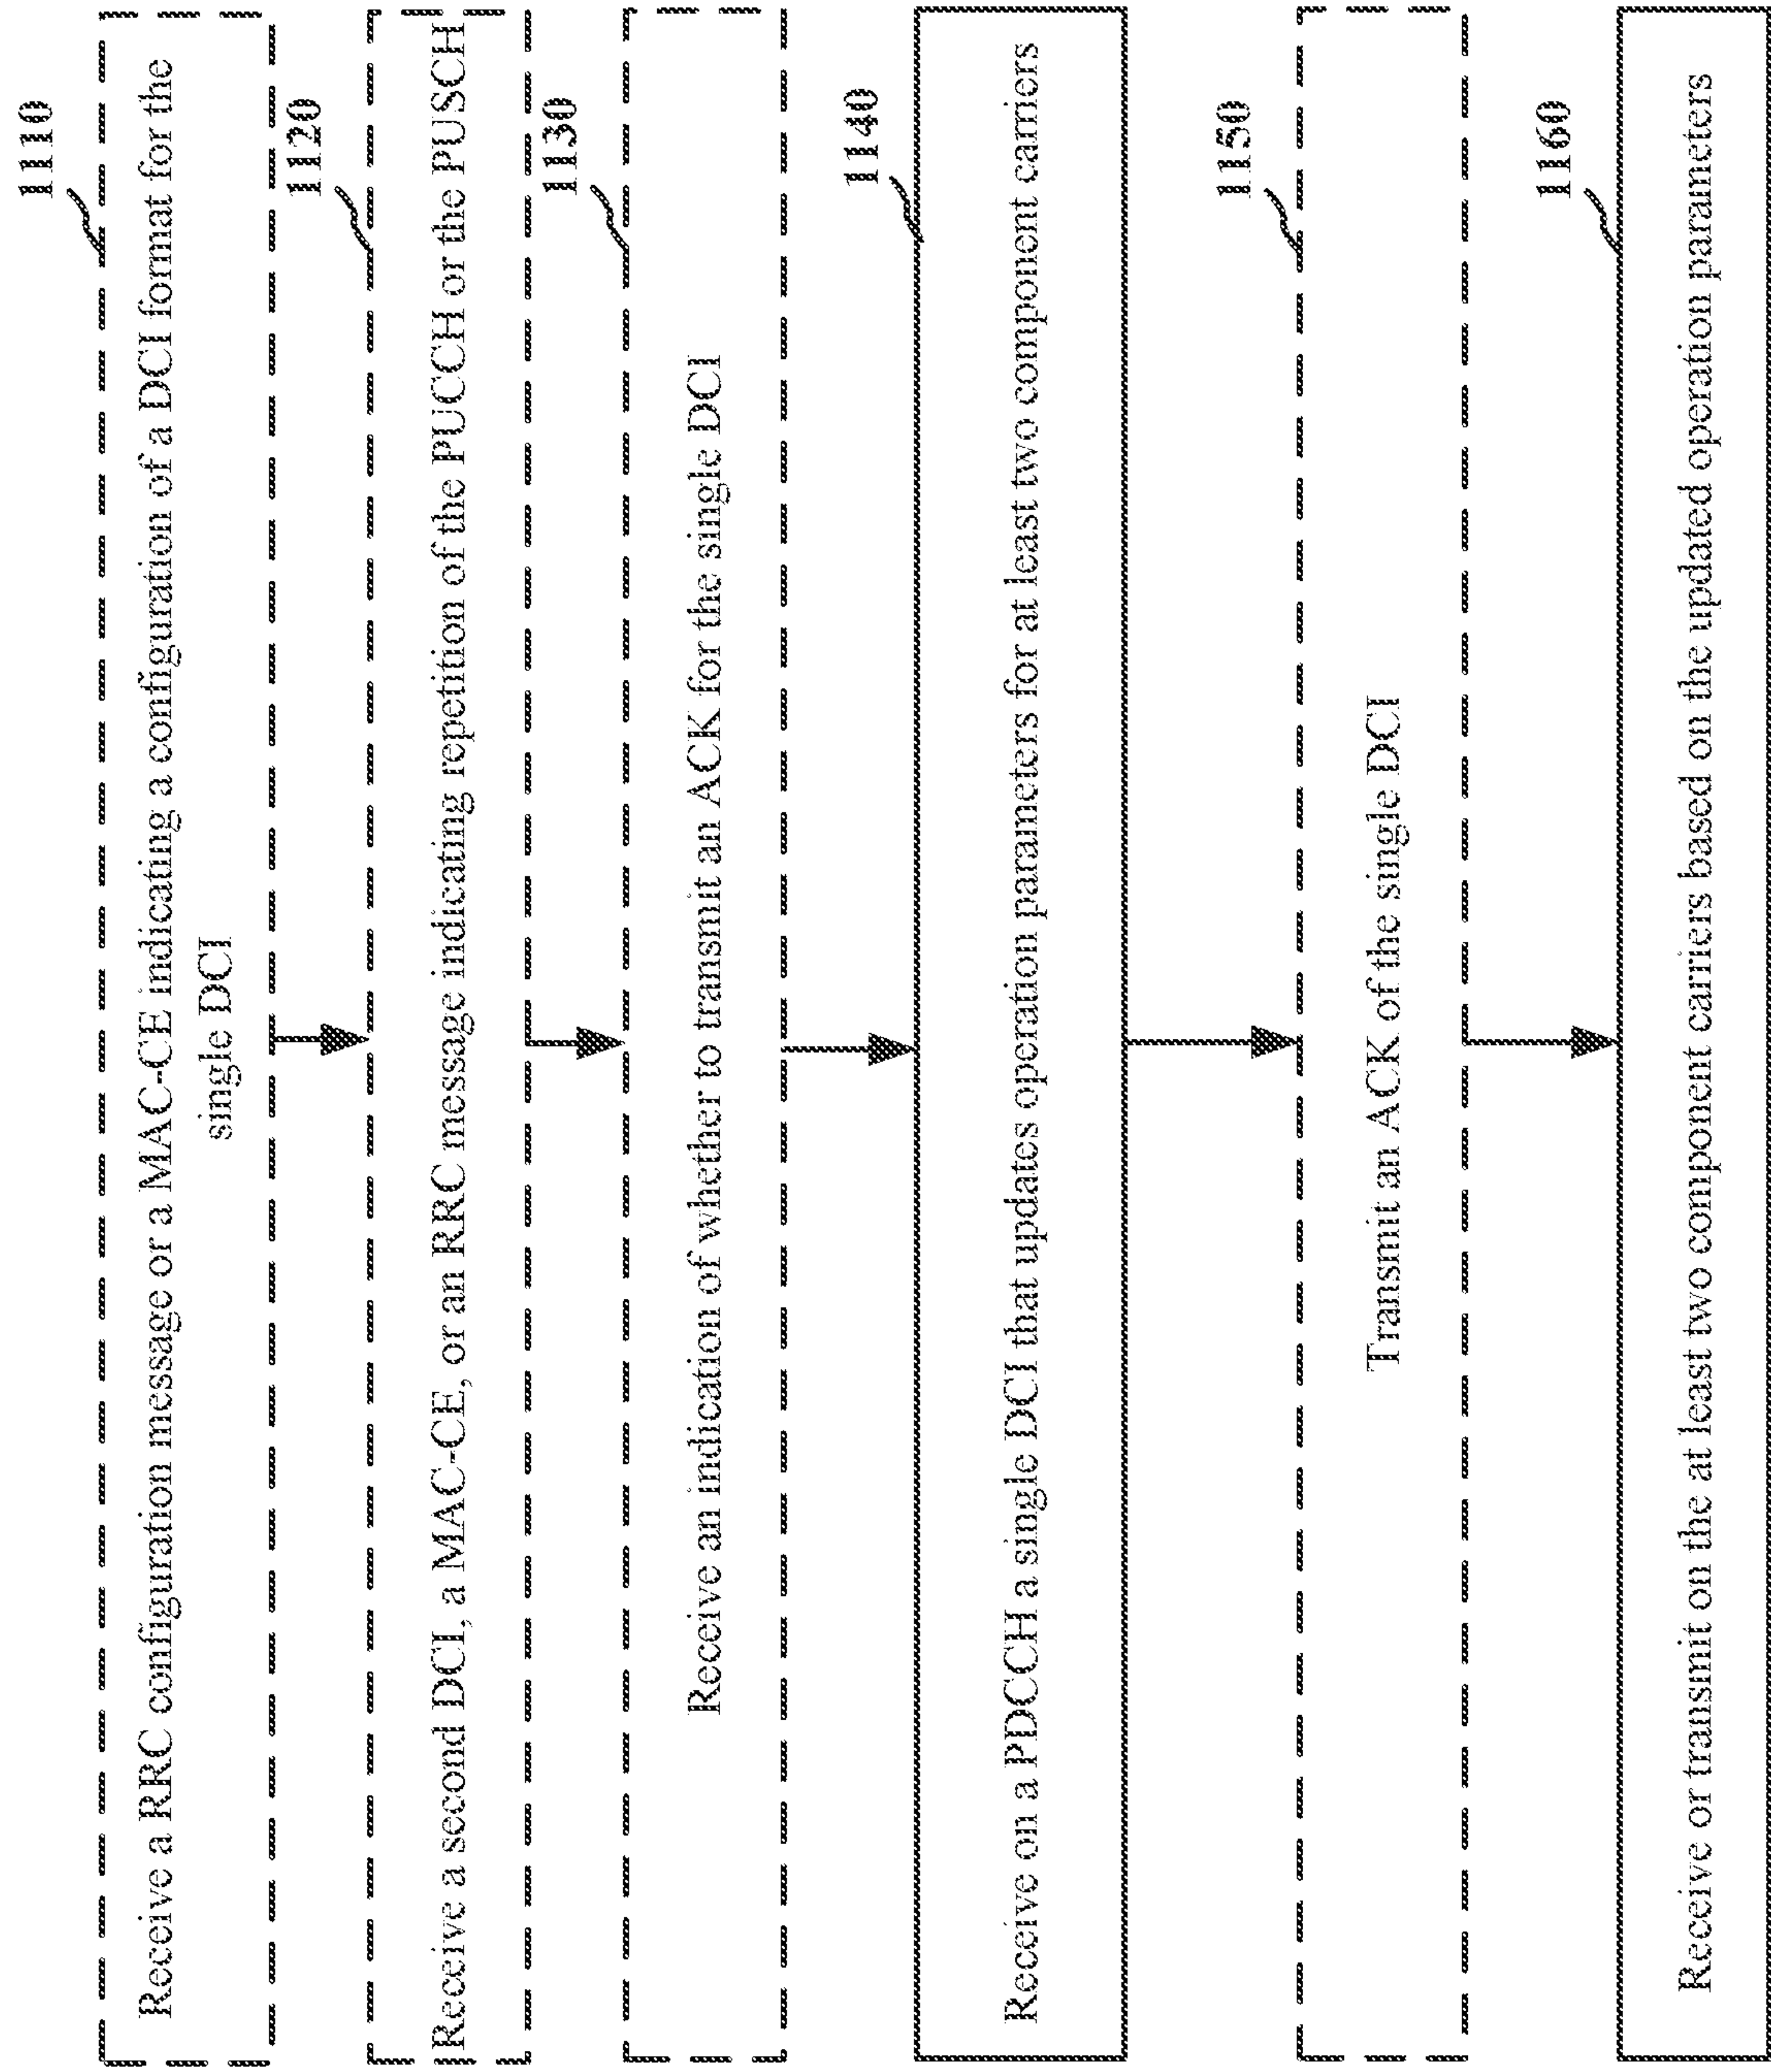 1110
Receive a RRC configuration message or a MAC-CE indicating a configuration of a DCI format for the
single DCI
1120
Receive a second DCI, a MAC-CE, or an RRC message indicating repetition of the PUCCH or the PUSCH
1130
Receive an indication of whether to transmit an ACK for the single DCI
1140
Receive on a PDCCH a single DCI that updates operation parameters for at least two component carriers
1150
Transmit an ACK of the single DCI
1160
Receive or transmit on the at least two component carriers based on the updated operation parameters